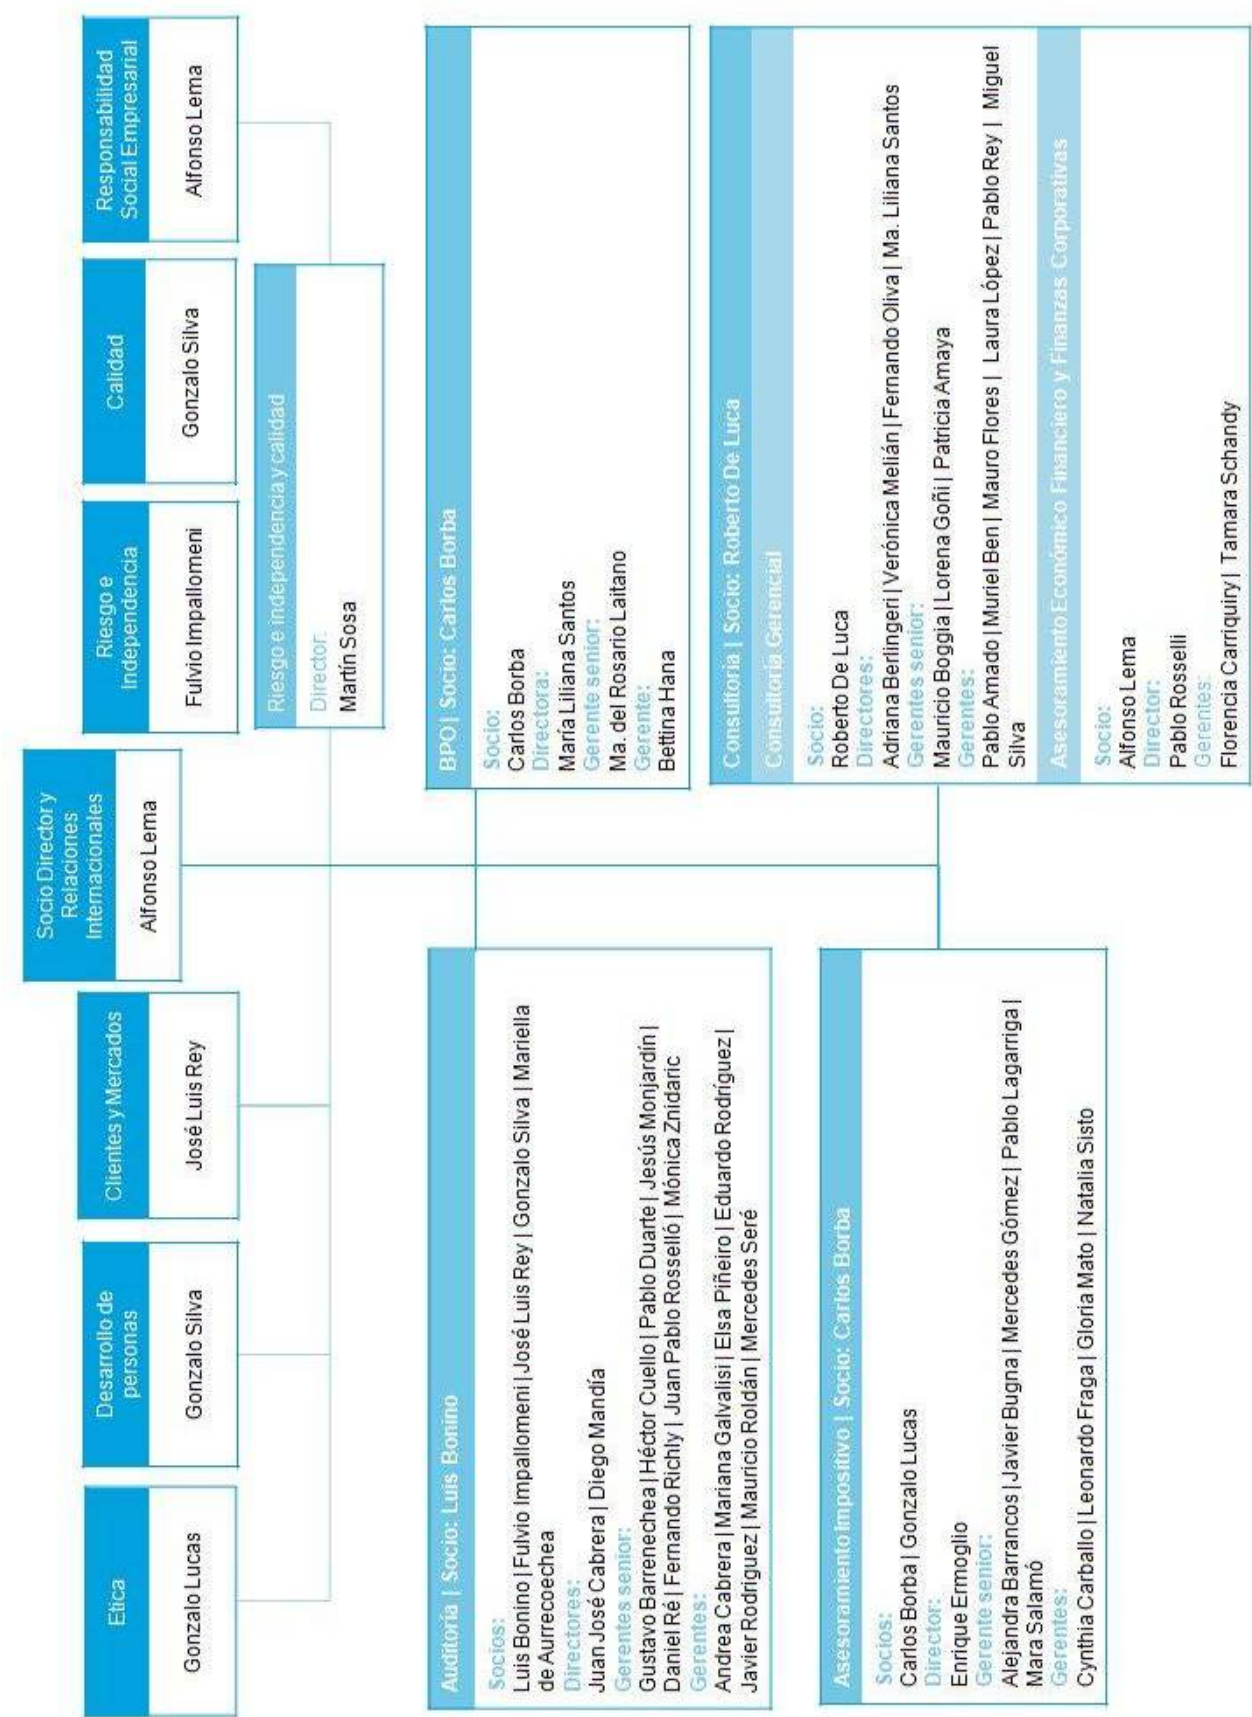 Socio Director y
Relaciones
Internacionales
Alfonso Lema
Etica
Gonzalo Lucas
Desarrollo de
personas
Gonzalo Silva
Clientes y Mercados
José Luis Rey
Riesgo e
Independencia
Fulvio Impallomeni
Calidad
Gonzalo Silva
Responsabilidad
Social Empresarial
Alfonso Lema
Riesgo e independencia y calidad
Director:
Martín Sosa
Auditoría | Socio: Luis Bonino
Socios:
Luis Bonino | Fulvio Impallomeni | José Luis Rey | Gonzalo Silva | Mariella
de Aurrecoechea
Directores:
Juan José Cabrera | Diego Mandía
Gerentes senior:
Gustavo Barrenechea | Héctor Cuello | Pablo Duarte | Jesús Monjardín |
Daniel Ré | Fernando Richly | Juan Pablo Rosselló | Mónica Znidaric
Gerentes:
Andrea Cabrera | Mariana Galvalisi | Elsa Piñeiro | Eduardo Rodríguez |
Javier Rodriguez | Mauricio Roldán | Mercedes Seré
BPO | Socio: Carlos Borba
Socio:
Carlos Borba
Directora:
María Liliana Santos
Gerente senior:
Ma. del Rosario Laitano
Gerente:
Bettina Hana
Asesoramiento Impositivo | Socio: Carlos Borba
Socios:
Carlos Borba | Gonzalo Lucas
Director:
Enrique Ermoglio
Gerente senior:
Alejandra Barrancos | Javier Bugna | Mercedes Gómez | Pablo Lagarriga |
Mara Salamó
Gerentes:
Cynthia Carballo | Leonardo Fraga | Gloria Mato | Natalia Sisto
Consultoria | Socio: Roberto De Luca
Consultoría Gerencial
Socio:
Roberto De Luca
Directores:
Adriana Berlingeri | Verónica Melián | Fernando Oliva | Ma. Liliana Santos
Gerentes senior:
Mauricio Boggia | Lorena Goñi | Patricia Amaya
Gerentes:
Pablo Amado | Muriel Ben | Mauro Flores | Laura López | Pablo Rey | Miguel
Silva
Asesoramiento Económico Financiero y Finanzas Corporativas
Socio:
Alfonso Lema
Director:
Pablo Rosselli
Gerentes:
Florencia Carriquiry | Tamara Schandy